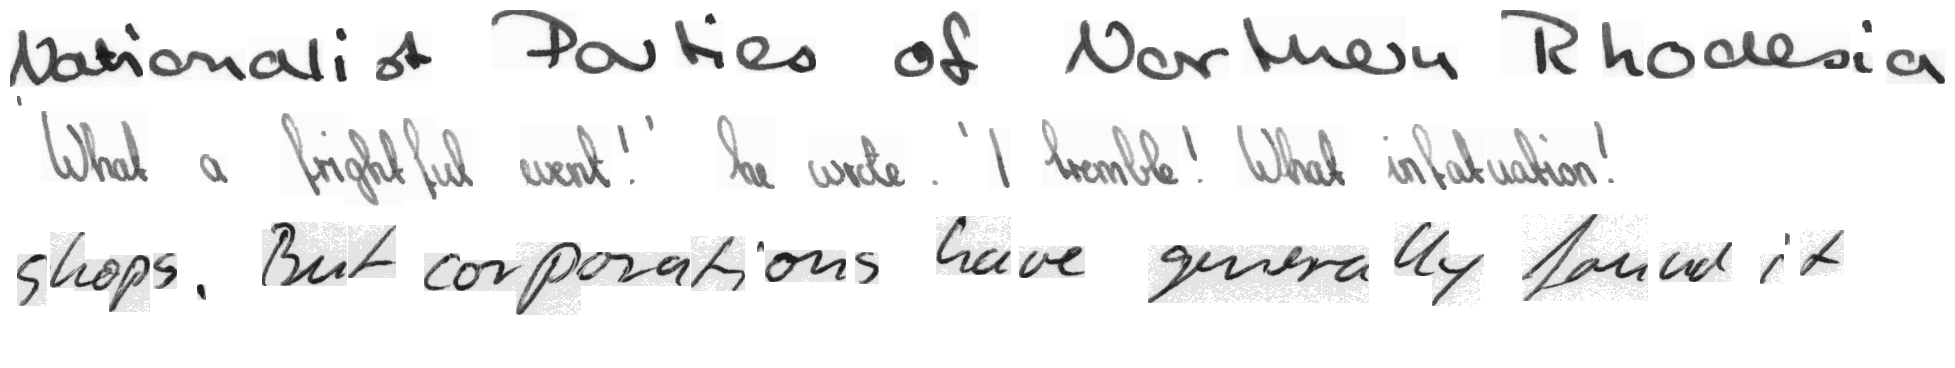 Nationalist Parties of Northern Rhodesia
'What a frightful event!' he wrote. 'I tremble! What infatuation!
shops. But corporations have generally found it